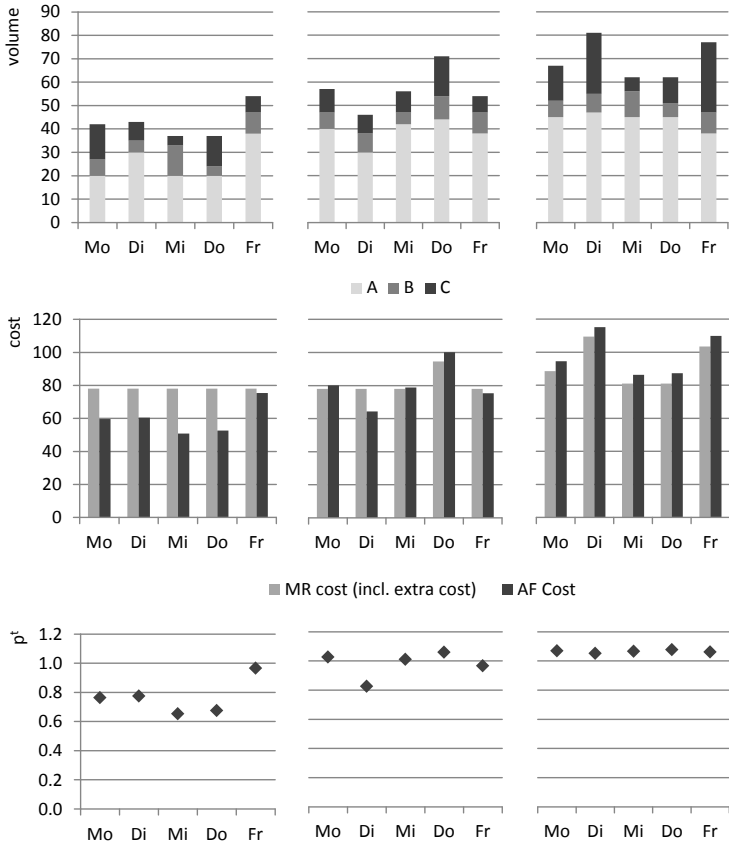 volume
90
80
70
60
50
40
30
20
10
0
Mo Di Mi Do Fr
Mo Di Mi Do Fr
Mo Di Mi Do Fr
A B C
cost
120
100
80
60
40
20
0
Mo Di Mi Do Fr
Mo Di Mi Do Fr
Mo Di Mi Do Fr
MR cost (incl. extra cost) AF Cost
pᵗ
1.2
1.0
0.8
0.6
0.4
0.2
0.0
Mo Di Mi Do Fr
Mo Di Mi Do Fr
Mo Di Mi Do Fr